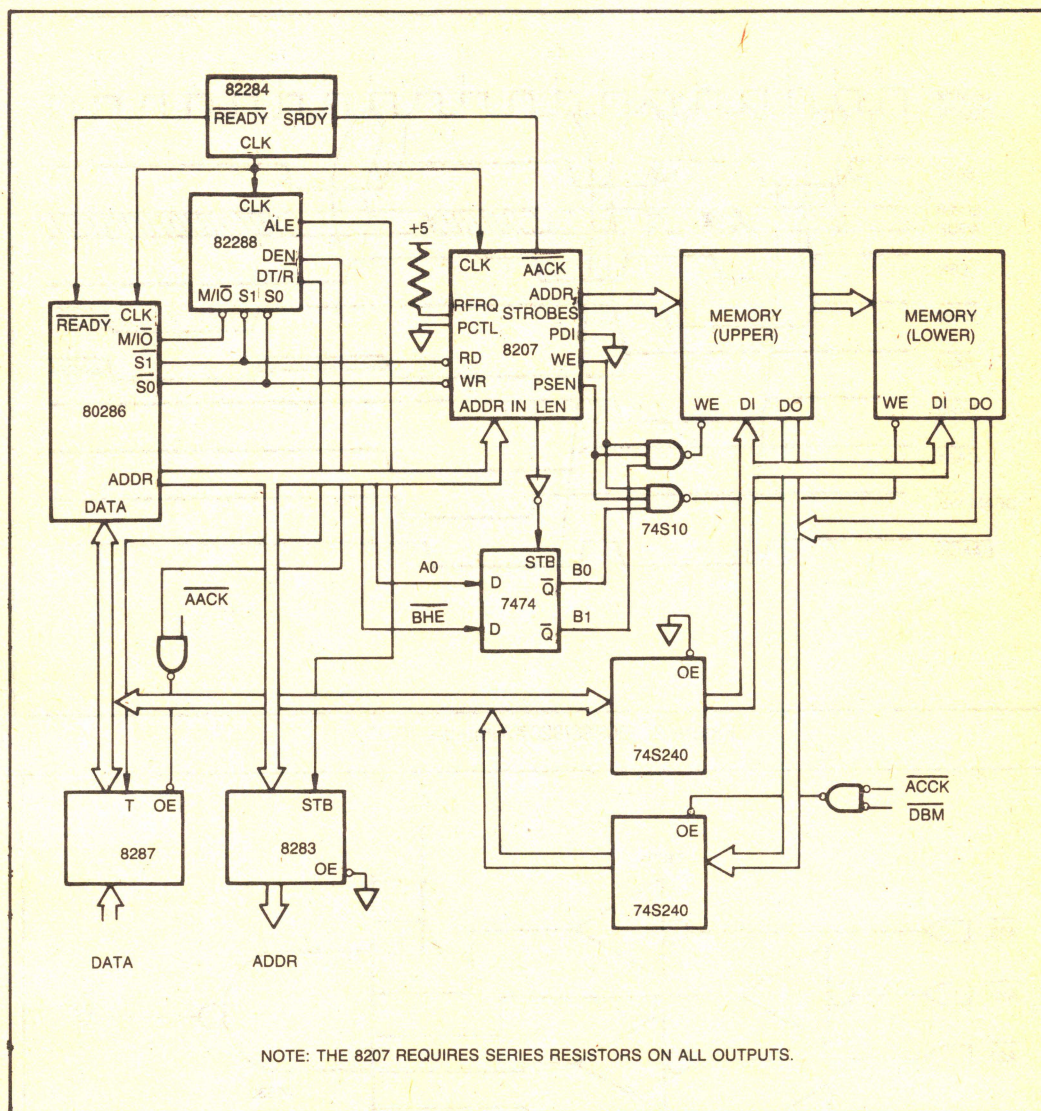 82284
READY SRDY
CLK
CLK
ALE
82288
DEN
DT/R
M/IO S1 S0
+5
CLK
AACK
ADDR
RFRQ
STROBES
PCTL
PDI
8207
RD
WE
WR
PSEN
ADDR IN LEN
MEMORY
(UPPER)
WE DI DO
MEMORY
(LOWER)
WE DI DO
READY
CLK
M/IO
S1
S0
80286
ADDR
DATA
74S10
A0
BHE
STB
D
Q
7474
D
Q
B0
B1
AACK
OE
74S240
T OE
8287
STB
8283
OE
OE
74S240
ACCK
DBM
DATA
ADDR
NOTE: THE 8207 REQUIRES SERIES RESISTORS ON ALL OUTPUTS.